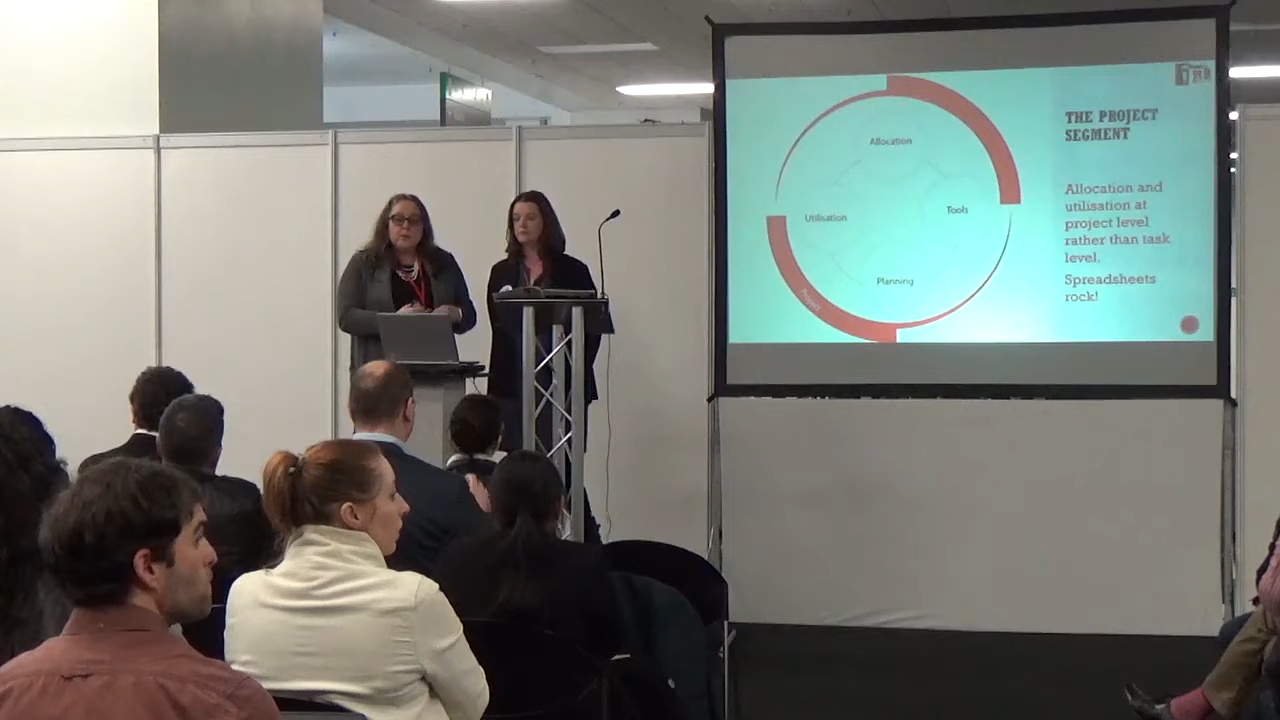 THE PROJECT
SEGMENT
Allocation
Allocation and
utilisation at
project level
rather than task
level.
Utilisation
Tools
Planning
Spreadsheets
rock!
Project